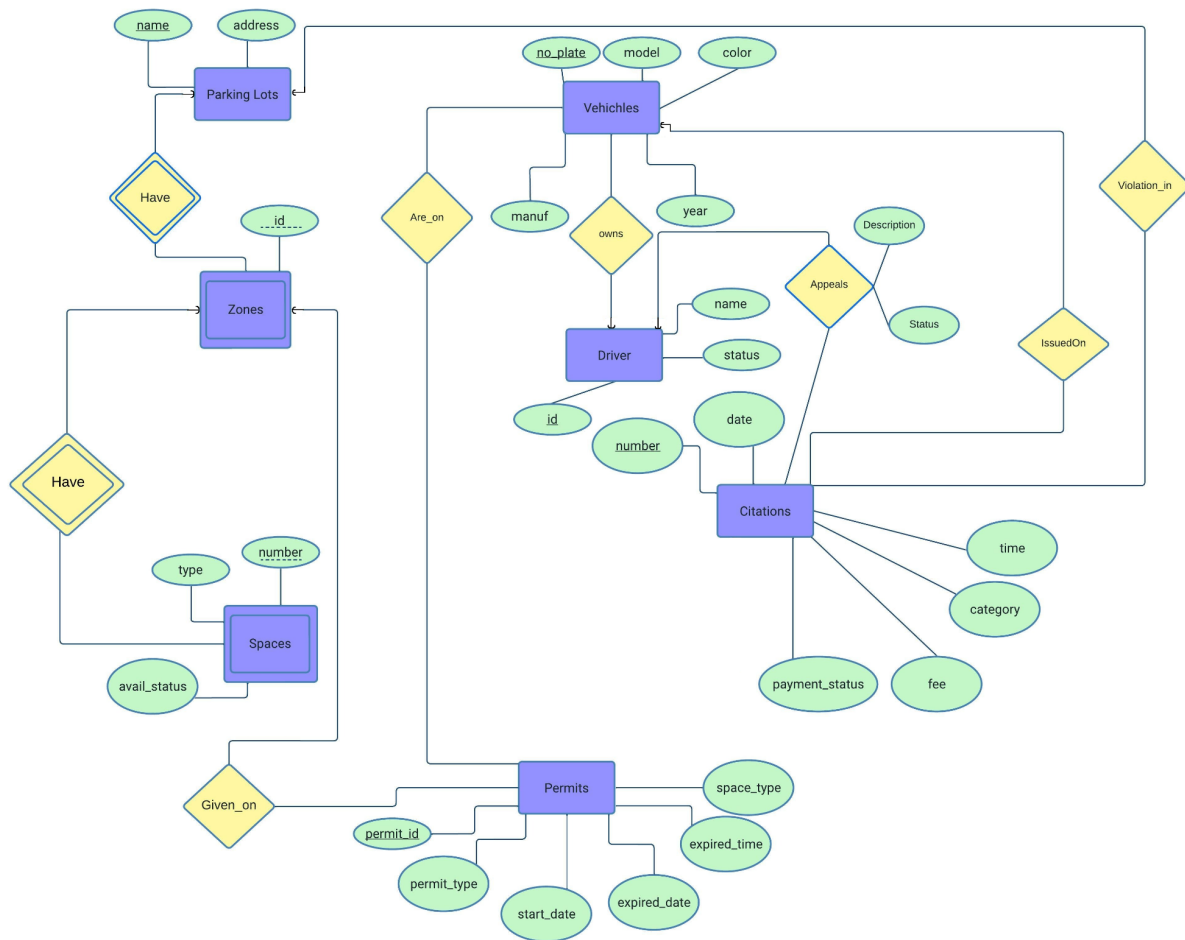 name
address
Parking Lots
no_plate
model
color
Vehichles
Have
id
Are_on
manuf
owns
year
Violation_in
Description
Appeals
Zones
name
Status
IssuedOn
Driver
status
id
number
date
Have
Citations
time
type
number
category
Spaces
avail_status
payment_status
fee
Given_on
Permits
space_type
permit_id
expired_time
permit_type
start_date
expired_date